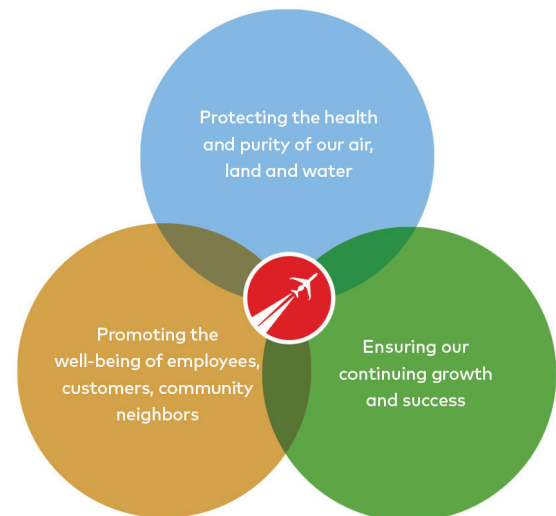 Protecting the health
and purity of our air,
land and water
Promoting the
well-being of employees,
customers, community
neighbors
Ensuring our
continuing growth
and success